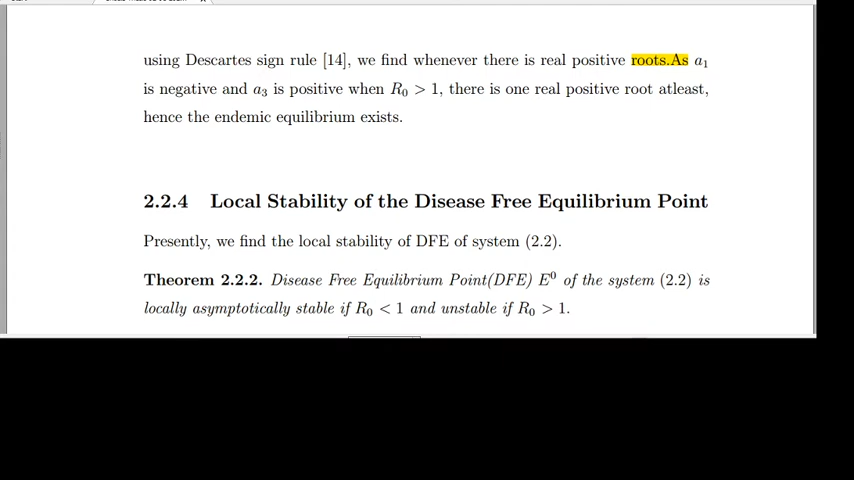 using Descartes sign rule [14], we find whenever there is real positive roots.As a₁
is negative and a₃ is positive when R₀ > 1, there is one real positive root atleast,
hence the endemic equilibrium exists.
2.2.4 Local Stability of the Disease Free Equilibrium Point
Presently, we find the local stability of DFE of system (2.2).
Theorem 2.2.2. Disease Free Equilibrium Point(DFE) E⁰ of the system (2.2) is
locally asymptotically stable if R₀ < 1 and unstable if R₀ > 1.